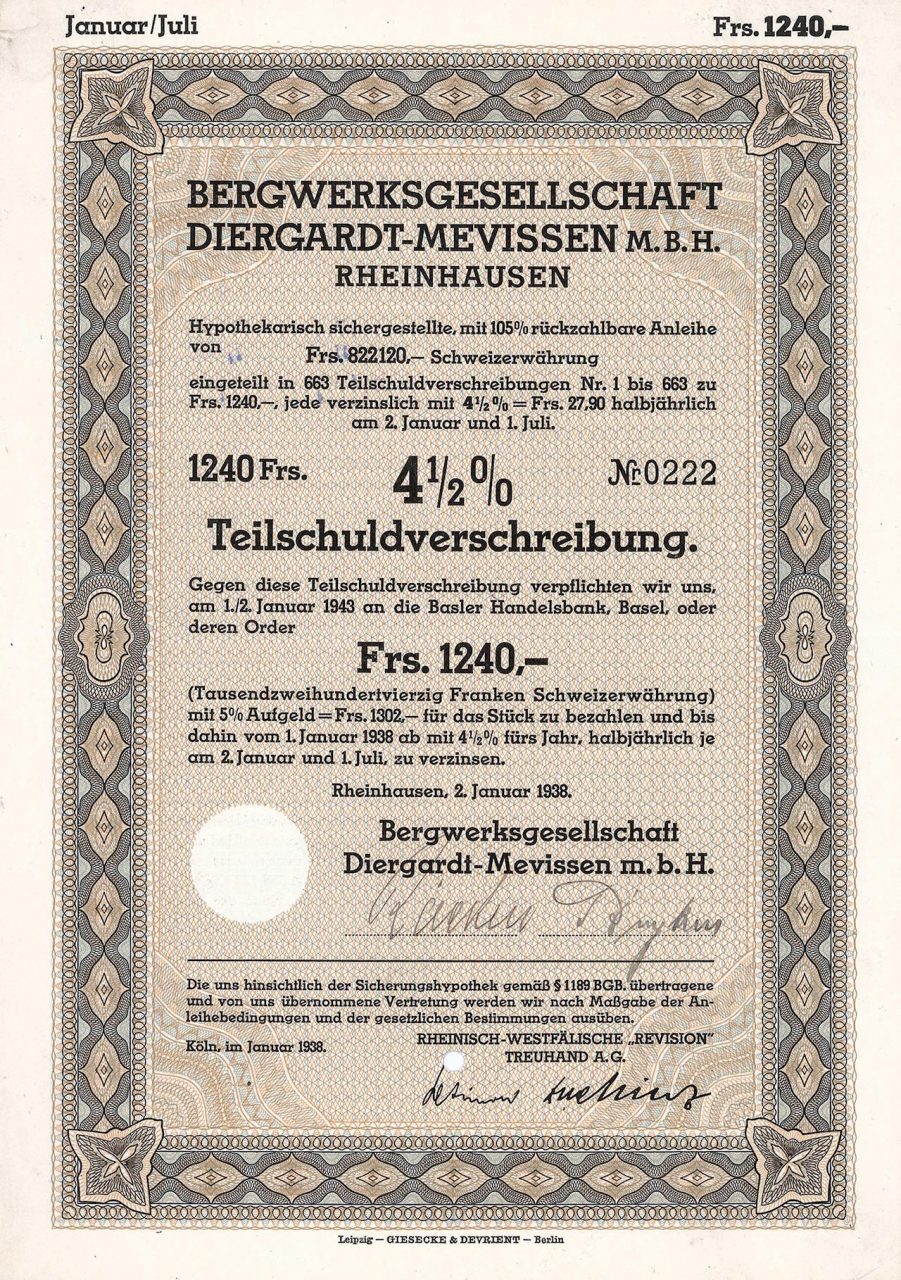 Januar/Juli
Frs. 1240,—
BERGWERKSGESELLSCHAFT
DIERGARDT-MEVISSEN M.B.H.
RHEINHAUSEN
Hypothekarisch sichergestellte, mit 105% rückzahlbare Anleihe
von
Frs. 822120,— Schweizerwährung
eingeteilt in 663 Teilschuldverschreibungen Nr. 1 bis 663 zu
Frs. 1240,—, jede verzinslich mit 4½% = Frs. 27,90 halbjährlich
am 2. Januar und 1. Juli.
1240 Frs. 4½% Nr 0222
Teilschuldverschreibung.
Gegen diese Teilschuldverschreibung verpflichten wir uns,
am 1./2. Januar 1943 an die Basler Handelsbank, Basel, oder
deren Order
Frs. 1240,—
(Tausendzweihundertvierzig Franken Schweizerwährung)
mit 5% Aufgeld = Frs. 1302,— für das Stück zu bezahlen und bis
dahin vom 1. Januar 1938 ab mit 4½% fürs Jahr, halbjährlich je
am 2. Januar und 1. Juli, zu verzinsen.
Rheinhausen, 2. Januar 1938.
Bergwerksgesellschaft
Diergardt-Mevissen m. b. H.
Die uns hinsichtlich der Sicherungshypothek gemäß § 1189 BGB. übertragene
und von uns übernommene Vertretung werden wir nach Maßgabe der An-
leihebedingungen und der gesetzlichen Bestimmungen ausüben.
Köln, im Januar 1938.
RHEINISCH-WESTFÄLISCHE „REVISION"
TREUHAND A.G.
Leipzig — GIESECKE & DEVRIENT — Berlin